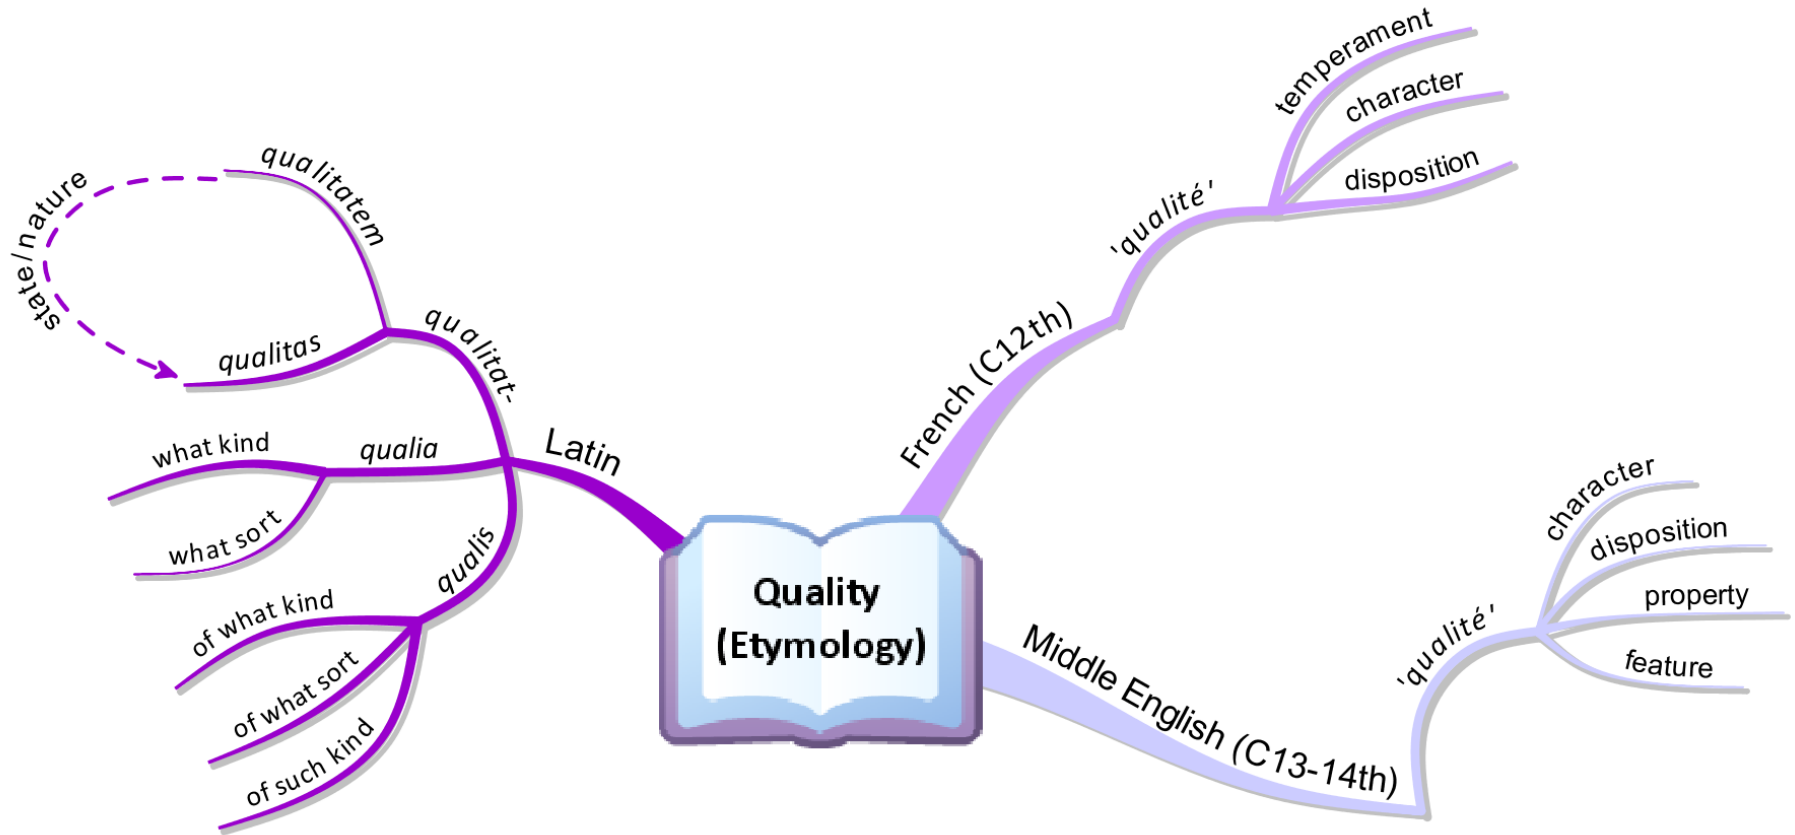 Quality
(Etymology)
Latin
qualitat-
qualitatem
state/nature
qualitas
qualia
what kind
what sort
qualis
of what kind
of what sort
of such kind
French (C12th)
'qualité'
temperament
character
disposition
Middle English (C13-14th)
'qualité'
character
disposition
property
feature